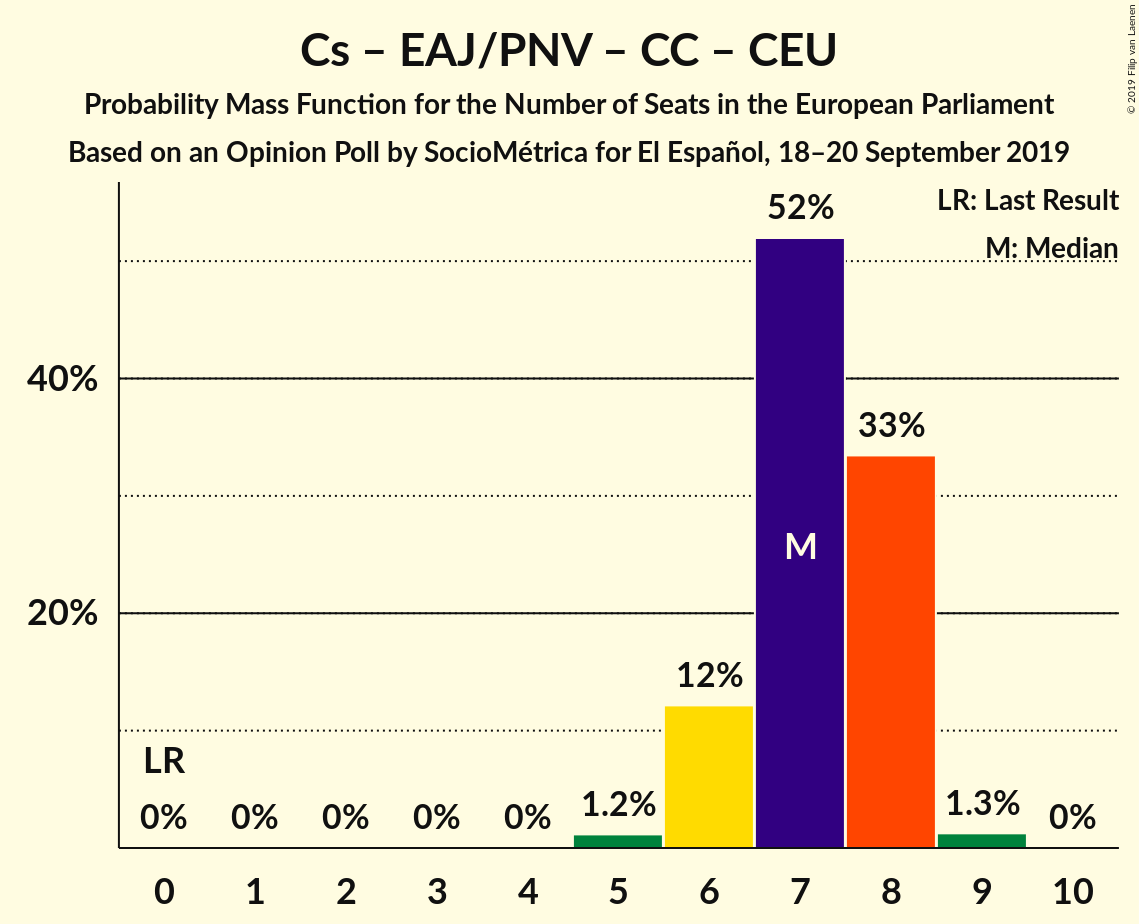 Cs – EAJ/PNV – CC – CEU
Probability Mass Function for the Number of Seats in the European Parliament
Based on an Opinion Poll by SocioMétrica for El Español, 18–20 September 2019
© 2019 Filip van Laenen
LR: Last Result
M: Median
52%
40%
33%
M
20%
12%
LR
0% 0% 0% 0% 0% 1.2% 1.3% 0%
0 1 2 3 4 5 6 7 8 9 10